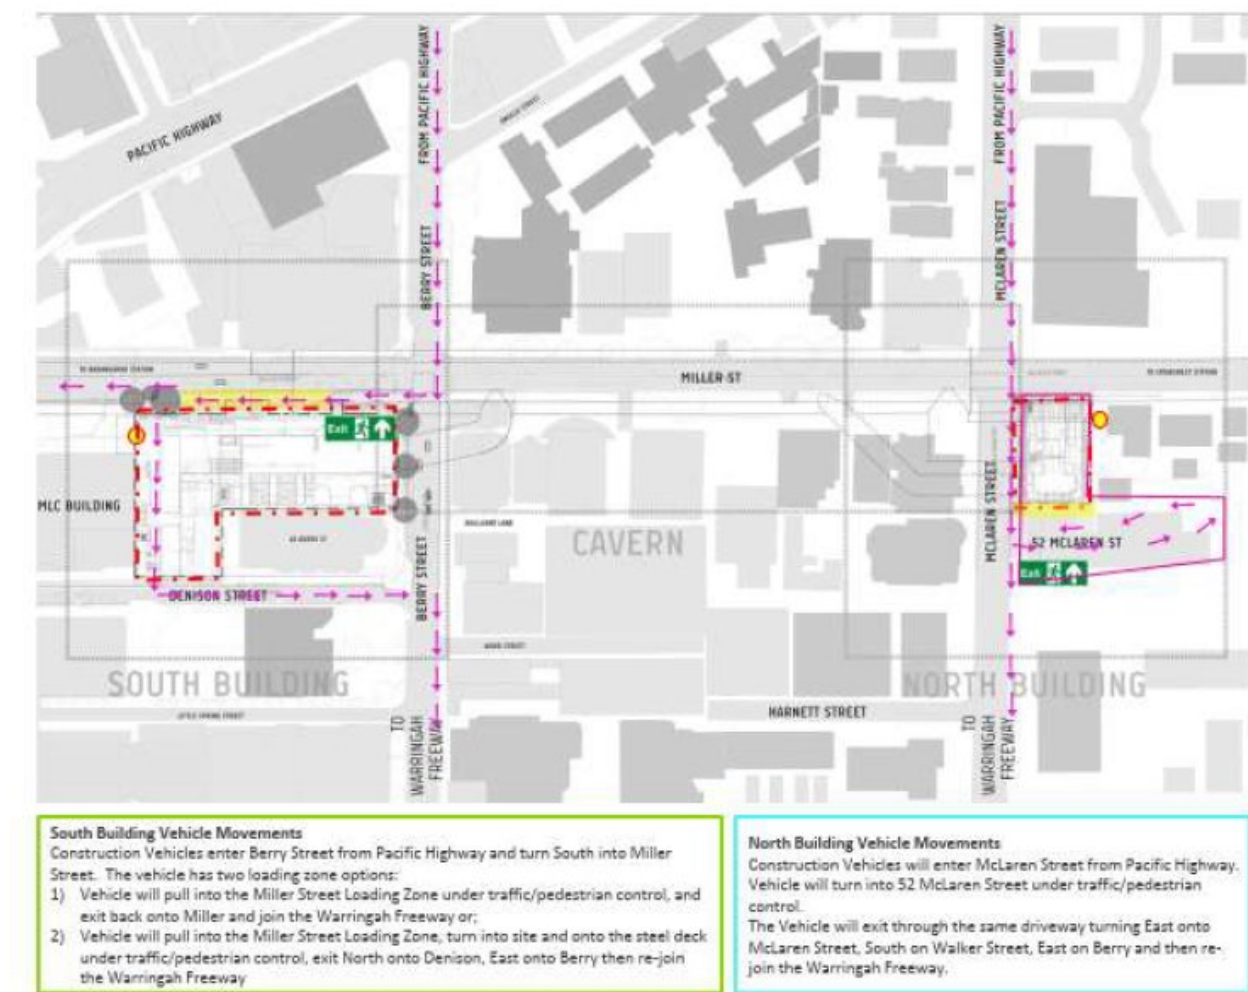 FROM PACIFIC HIGHWAY
FROM PACIFIC HIGHWAY
PACIFIC HIGHWAY
BERRY STREET
MCLAREN STREET
MILLER ST
Exit
MLC BUILDING
CAVERN
MCLAREN STREET
52 MCLAREN ST
Exit
BERRY STREET
DENISON STREET
SOUTH BUILDING
NORTH BUILDING
HARNETT STREET
TO
WARRINGAH
FREEWAY
TO
WARRINGAH
FREEWAY
South Building Vehicle Movements
Construction Vehicles enter Berry Street from Pacific Highway and turn South into Miller
Street. The vehicle has two loading zone options:
1) Vehicle will pull into the Miller Street Loading Zone under traffic/pedestrian control, and
exit back onto Miller and join the Warringah Freeway or;
2) Vehicle will pull into the Miller Street Loading Zone, turn into site and onto the steel deck
under traffic/pedestrian control, exit North onto Denison, East onto Berry then re-join
the Warringah Freeway
North Building Vehicle Movements
Construction Vehicles will enter McLaren Street from Pacific Highway.
Vehicle will turn into 52 McLaren Street under traffic/pedestrian
control.
The Vehicle will exit through the same driveway turning East onto
McLaren Street, South on Walker Street, East on Berry and then re-
join the Warringah Freeway.